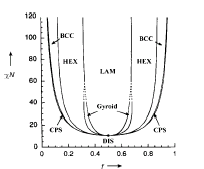 120
100
80
60
40
20
0
χN
BCC
HEX
LAM
HEX
BCC
Gyroid
CPS
DIS
CPS
0
0.2
0.4
0.6
0.8
1
f